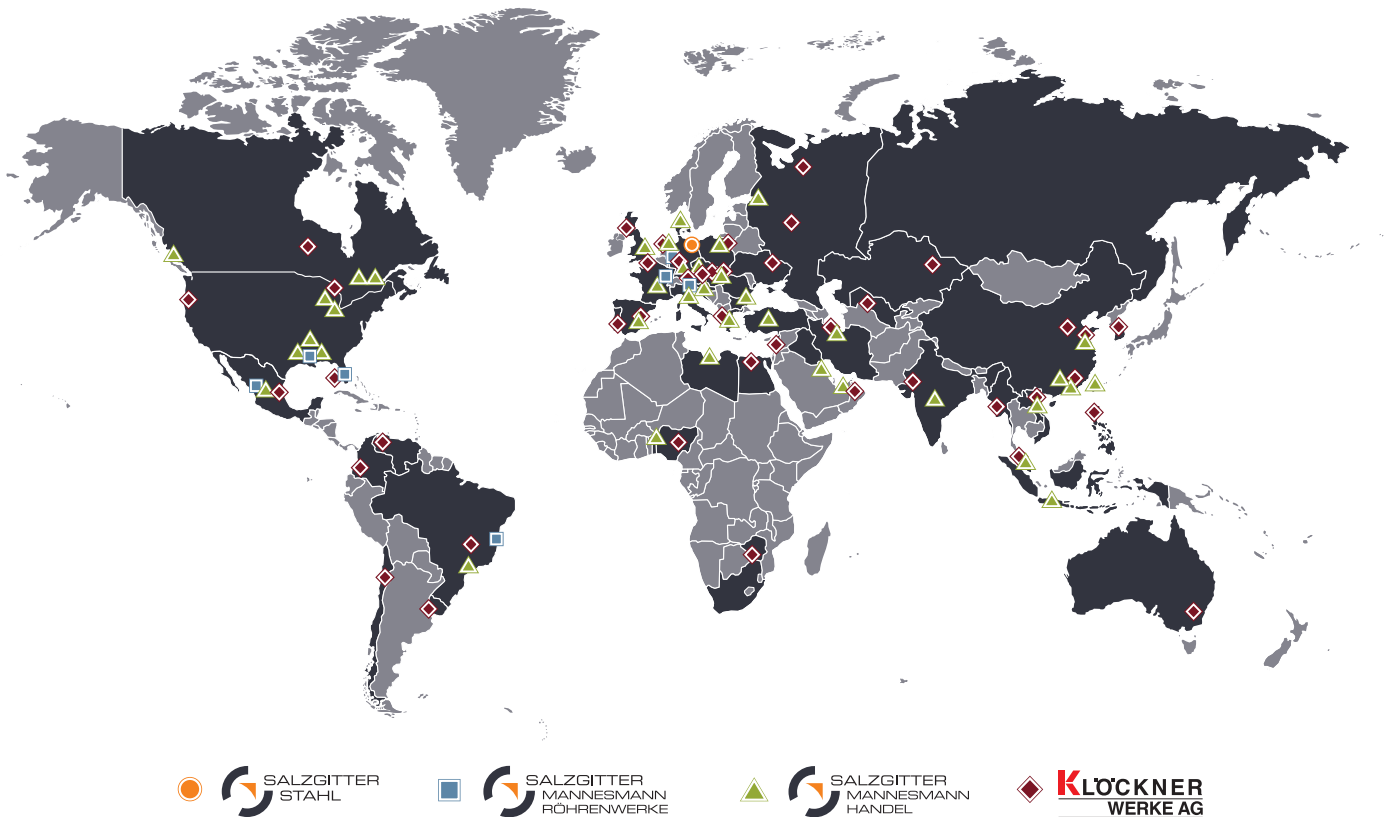 SALZGITTER
STAHL
SALZGITTER
MANNESMANN
RÖHRENWERKE
SALZGITTER
MANNESMANN
HANDEL
KLÖCKNER
WERKE AG